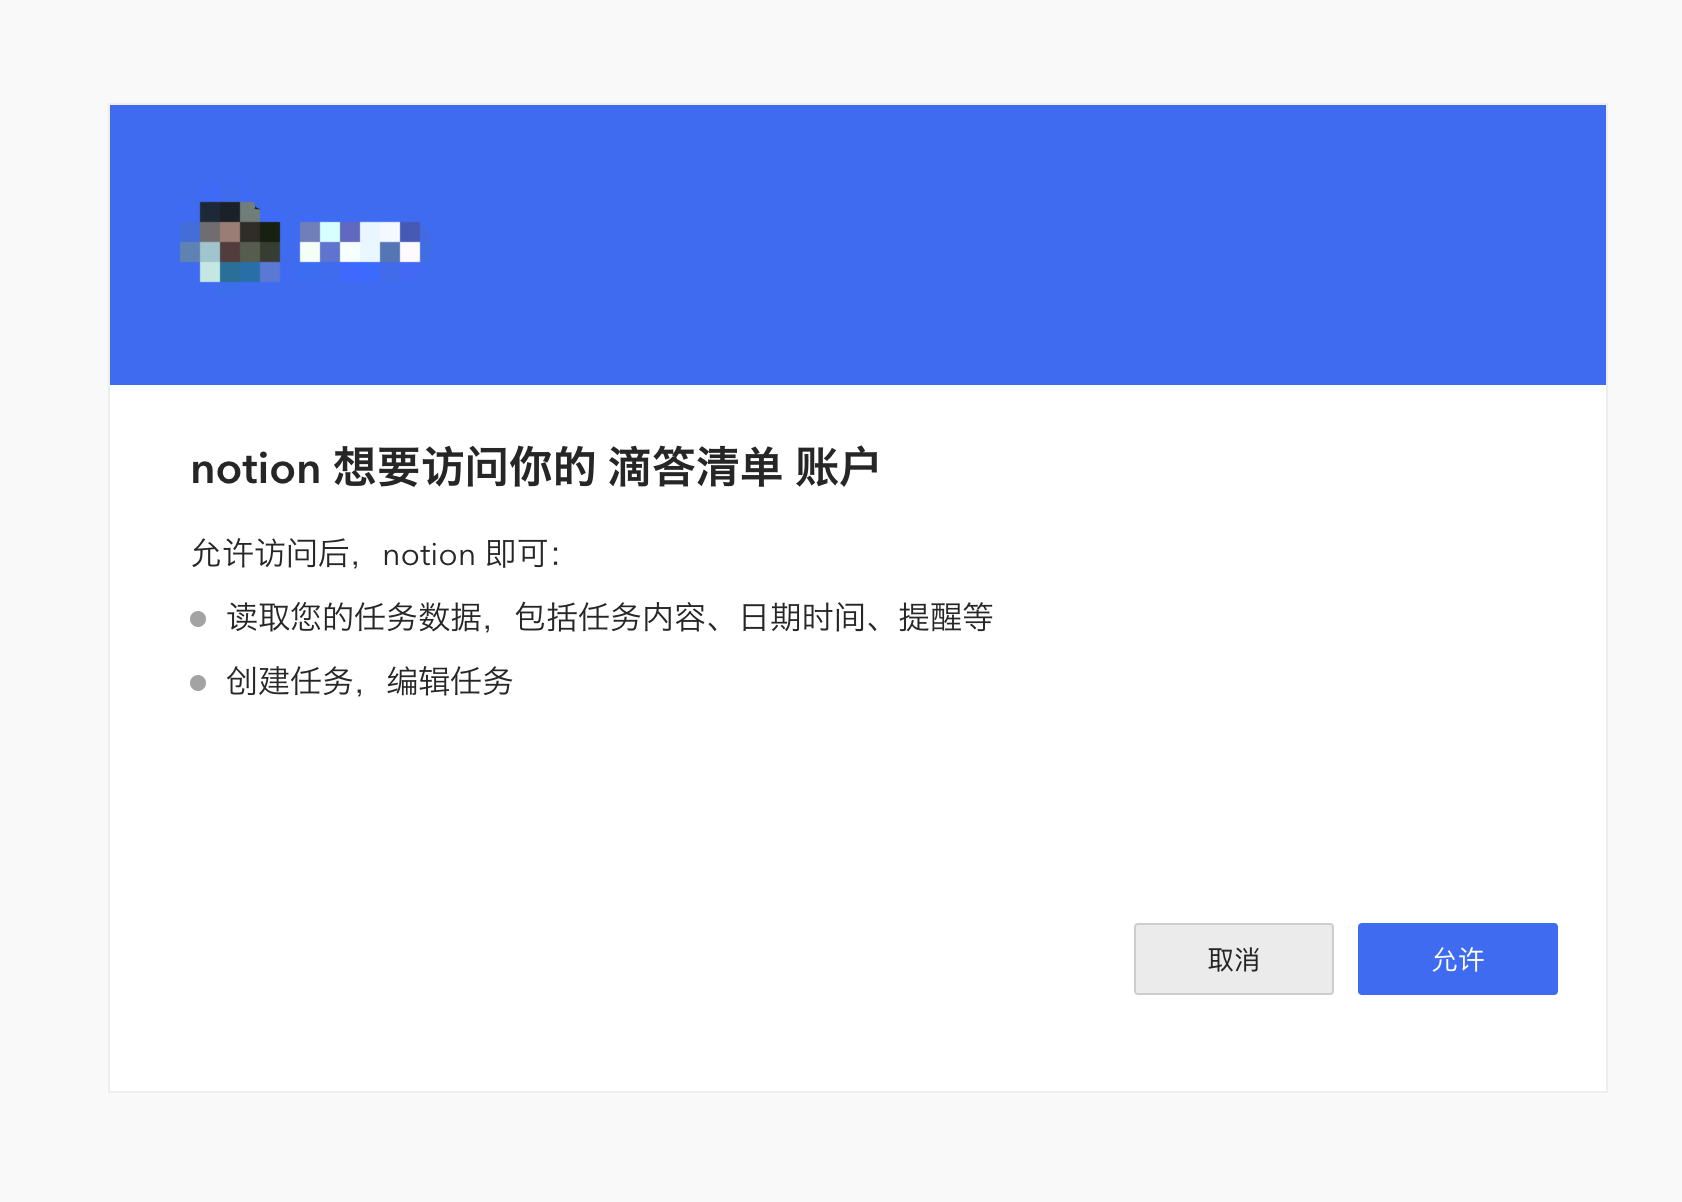 notion 想要访问你的 滴答清单 账户
允许访问后，notion 即可：
读取您的任务数据，包括任务内容、日期时间、提醒等
创建任务，编辑任务
取消
允许